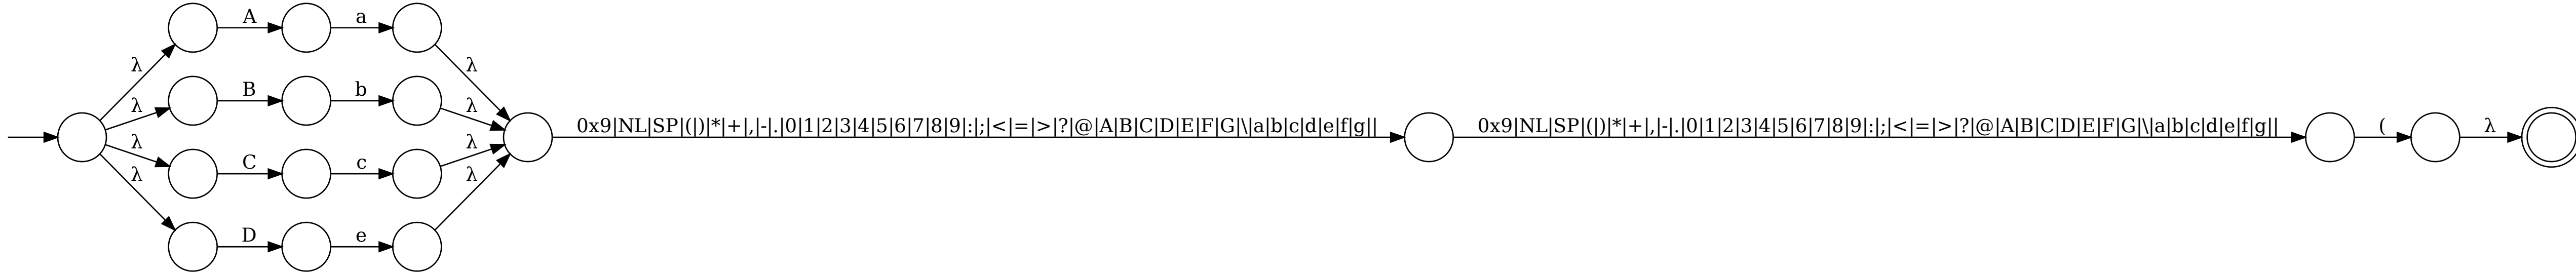 A a
λ λ
B b
λ λ
0x9|NL|SP|(|)|*|+|,|-|.|0|1|2|3|4|5|6|7|8|9|:|;|<|=|>|?|@|A|B|C|D|E|F|G|\|a|b|c|d|e|f|g|| 0x9|NL|SP|(|)|*|+|,|-|.|0|1|2|3|4|5|6|7|8|9|:|;|<|=|>|?|@|A|B|C|D|E|F|G|\|a|b|c|d|e|f|g|| ( λ
λ λ
C c
λ λ
D e